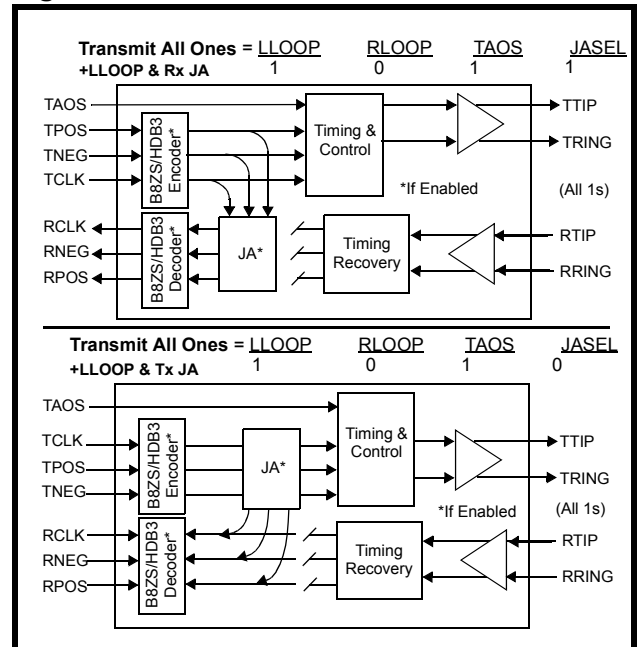 Transmit All Ones = LLOOP RLOOP TAOS JASEL
+LLOOP & Rx JA 1 0 1 1
TAOS
TPOS
TNEG
TCLK
B8ZS/HDB3
Encoder*
Timing &
Control
TTIP
TRING
*If Enabled
(All 1s)
RCLK
RNEG
RPOS
B8ZS/HDB3
Decoder*
JA*
Timing
Recovery
RTIP
RRING
Transmit All Ones = LLOOP RLOOP TAOS JASEL
+LLOOP & Tx JA 1 0 1 0
TAOS
TCLK
TPOS
TNEG
B8ZS/HDB3
Encoder*
JA*
Timing &
Control
TTIP
TRING
*If Enabled
(All 1s)
RCLK
RNEG
RPOS
B8ZS/HDB3
Decoder*
Timing
Recovery
RTIP
RRING